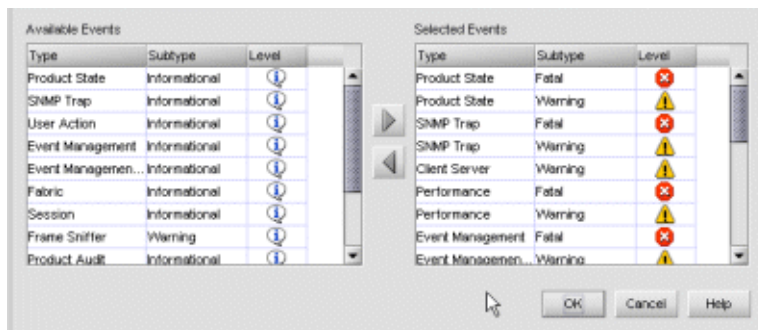 Available Events
Type Subtype Level
Product State Informational
SNMP Trap Informational
User Action Informational
Event Management Informational
Event Managemen... Informational
Fabric Informational
Session Informational
Frame Sniffer Warning
Product Audit Informational
Selected Events
Type Subtype Level
Product State Fatal
Product State Warning
SNMP Trap Fatal
SNMP Trap Warning
Client Server Warning
Performance Fatal
Performance Warning
Event Management Fatal
Event Managemen... Warning
OK Cancel Help